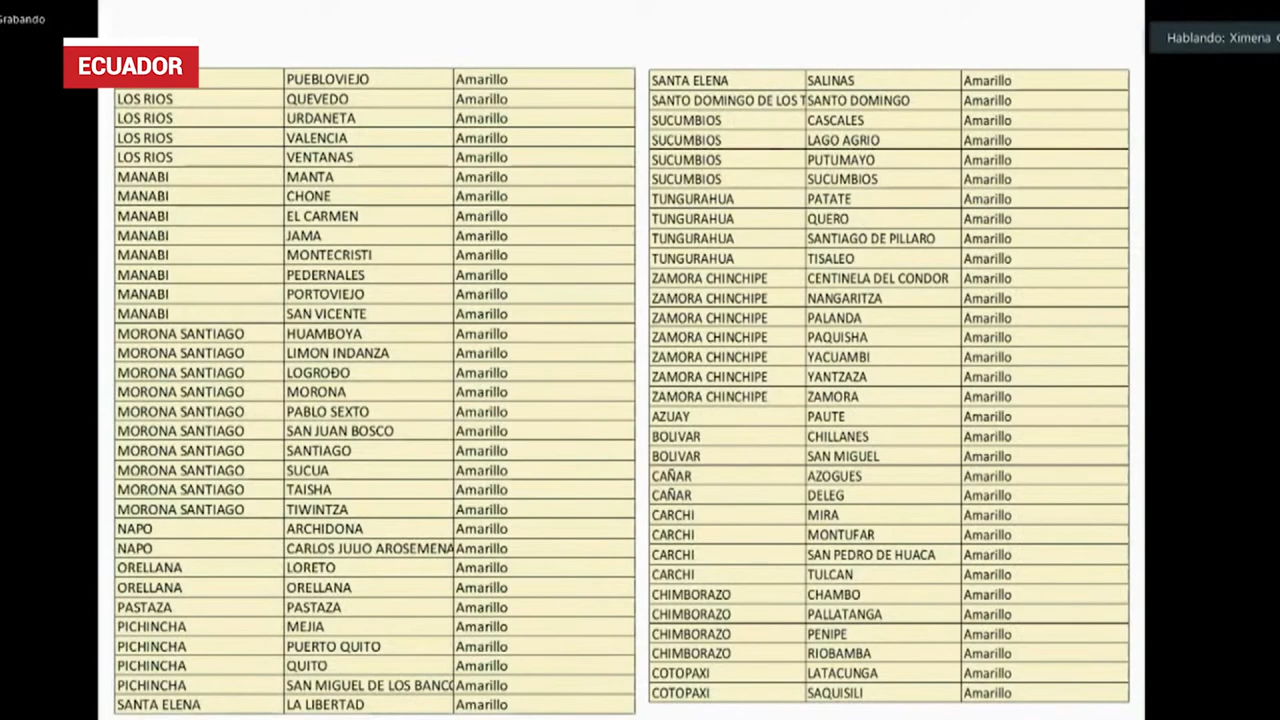 Grabando
Hablando: Ximena
ECUADOR
PUEBLOVIEJO Amarillo
LOS RIOS QUEVEDO Amarillo
LOS RIOS URDANETA Amarillo
LOS RIOS VALENCIA Amarillo
LOS RIOS VENTANAS Amarillo
MANABI MANTA Amarillo
MANABI CHONE Amarillo
MANABI EL CARMEN Amarillo
MANABI JAMA Amarillo
MANABI MONTECRISTI Amarillo
MANABI PEDERNALES Amarillo
MANABI PORTOVIEJO Amarillo
MANABI SAN VICENTE Amarillo
MORONA SANTIAGO HUAMBOYA Amarillo
MORONA SANTIAGO LIMON INDANZA Amarillo
MORONA SANTIAGO LOGROÐO Amarillo
MORONA SANTIAGO MORONA Amarillo
MORONA SANTIAGO PABLO SEXTO Amarillo
MORONA SANTIAGO SAN JUAN BOSCO Amarillo
MORONA SANTIAGO SANTIAGO Amarillo
MORONA SANTIAGO SUCUA Amarillo
MORONA SANTIAGO TAISHA Amarillo
MORONA SANTIAGO TIWINTZA Amarillo
NAPO ARCHIDONA Amarillo
NAPO CARLOS JULIO AROSEMENA Amarillo
ORELLANA LORETO Amarillo
ORELLANA ORELLANA Amarillo
PASTAZA PASTAZA Amarillo
PICHINCHA MEJIA Amarillo
PICHINCHA PUERTO QUITO Amarillo
PICHINCHA QUITO Amarillo
PICHINCHA SAN MIGUEL DE LOS BANCO Amarillo
SANTA ELENA LA LIBERTAD Amarillo
SANTA ELENA SALINAS Amarillo
SANTO DOMINGO DE LOS T SANTO DOMINGO Amarillo
SUCUMBIOS CASCALES Amarillo
SUCUMBIOS LAGO AGRIO Amarillo
SUCUMBIOS PUTUMAYO Amarillo
SUCUMBIOS SUCUMBIOS Amarillo
TUNGURAHUA PATATE Amarillo
TUNGURAHUA QUERO Amarillo
TUNGURAHUA SANTIAGO DE PILLARO Amarillo
TUNGURAHUA TISALEO Amarillo
ZAMORA CHINCHIPE CENTINELA DEL CONDOR Amarillo
ZAMORA CHINCHIPE NANGARITZA Amarillo
ZAMORA CHINCHIPE PALANDA Amarillo
ZAMORA CHINCHIPE PAQUISHA Amarillo
ZAMORA CHINCHIPE YACUAMBI Amarillo
ZAMORA CHINCHIPE YANTZAZA Amarillo
ZAMORA CHINCHIPE ZAMORA Amarillo
AZUAY PAUTE Amarillo
BOLIVAR CHILLANES Amarillo
BOLIVAR SAN MIGUEL Amarillo
CAÑAR AZOGUES Amarillo
CAÑAR DELEG Amarillo
CARCHI MIRA Amarillo
CARCHI MONTUFAR Amarillo
CARCHI SAN PEDRO DE HUACA Amarillo
CARCHI TULCAN Amarillo
CHIMBORAZO CHAMBO Amarillo
CHIMBORAZO PALLATANGA Amarillo
CHIMBORAZO PENIPE Amarillo
CHIMBORAZO RIOBAMBA Amarillo
COTOPAXI LATACUNGA Amarillo
COTOPAXI SAQUISILI Amarillo